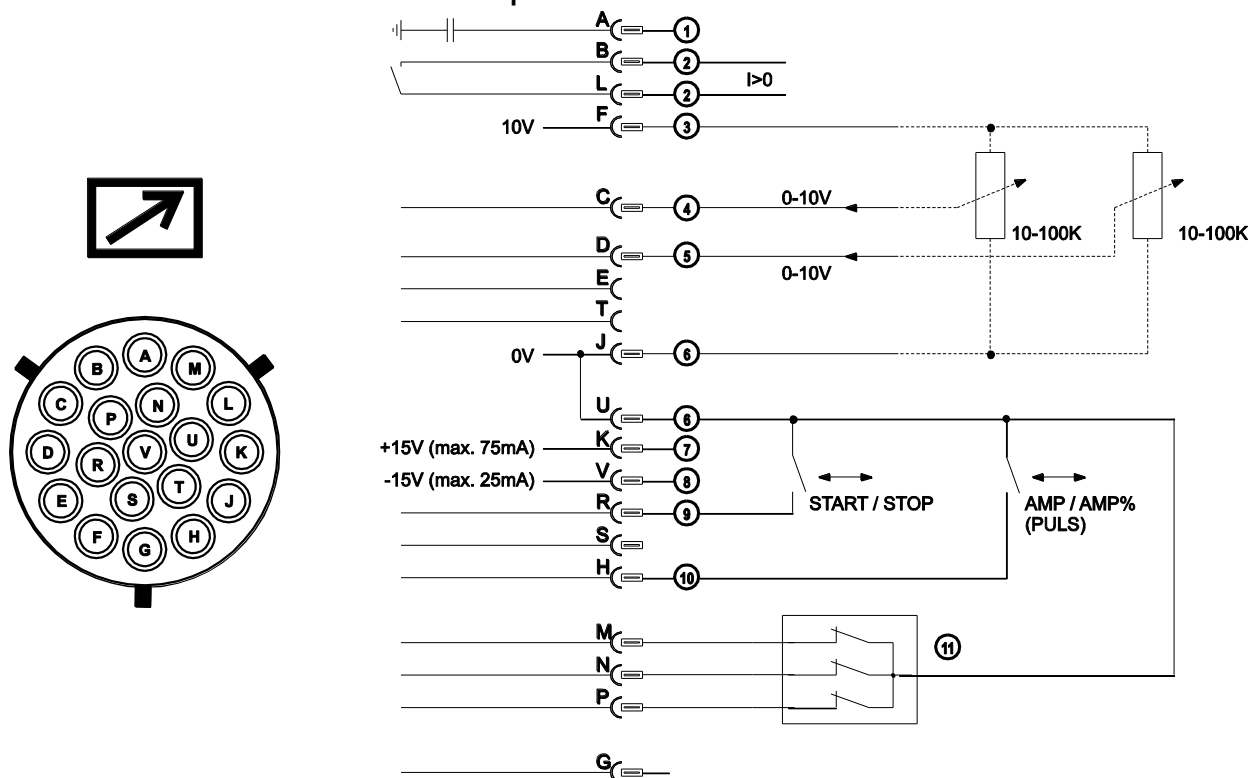 A 1
B 2
L 2 I>0
10V F 3
C 4 0-10V
10-100K 10-100K
D 5
0-10V
E
T
0V J 6
U 6
+15V (max. 75mA) K 7
-15V (max. 25mA) V 8
R 9 START / STOP AMP / AMP%
(PULS)
S
H 10
M 11
N
P
G
A
B M
C P N L
D R V U K
E S T J
F G H